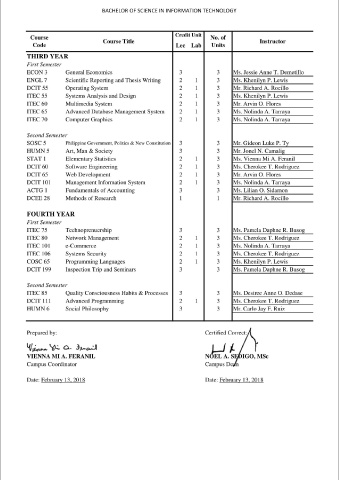 BACHELOR OF SCIENCE IN INFORMATION TECHNOLOGY
Course Code Course Title Credit Unit Lec Lab No. of Units Instructor
THIRD YEAR
First Semester
ECON 3 General Economics 3 3 Ms. Jessie Anne T. Demetillo
ENGL 7 Scientific Reporting and Thesis Writing 2 1 3 Ms. Khenilyn P. Lewis
DCIT 55 Operating System 2 1 3 Mr. Richard A. Rocillo
ITEC 55 Systems Analysis and Design 2 1 3 Ms. Khenilyn P. Lewis
ITEC 60 Multimedia System 2 1 3 Mr. Arvin O. Flores
ITEC 65 Advanced Database Management System 2 1 3 Ms. Nolinda A. Tarraya
ITEC 70 Computer Graphics 2 1 3 Ms. Nolinda A. Tarraya
Second Semester
SOSC 5 Philippine Government, Politics & New Constitution 3 3 Mr. Gideon Luke P. Ty
HUMN 5 Art, Man & Society 3 3 Mr. Jonel N. Camalig
STAT 1 Elementary Statistics 2 1 3 Ms. Vienna Mi A. Feranil
DCIT 60 Software Engineering 2 1 3 Ms. Cherokee T. Rodriguez
DCIT 65 Web Development 2 1 3 Mr. Arvin O. Flores
DCIT 101 Management Information System 2 1 3 Ms. Nolinda A. Tarraya
ACTG 1 Fundamentals of Accounting 3 3 Ms. Lilian O. Sidamon
DCEE 28 Methods of Research 1 1 Mr. Richard A. Rocillo
FOURTH YEAR
First Semester
ITEC 75 Technopreneurship 3 3 Ms. Pamela Daphne R. Busog
ITEC 80 Network Management 2 1 3 Ms. Cherokee T. Rodriguez
ITEC 101 e-Commerce 2 1 3 Ms. Nolinda A. Tarraya
ITEC 106 Systems Security 2 1 3 Ms. Cherokee T. Rodriguez
COSC 65 Programming Languages 2 1 3 Ms. Khenilyn P. Lewis
DCIT 199 Inspection Trip and Seminars 3 3 Ms. Pamela Daphne R. Busog
Second Semester
ITEC 85 Quality Consciousness Habits & Processes 3 3 Ms. Desiree Anne O. Dedase
DCIT 111 Advanced Programming 2 1 3 Ms. Cherokee T. Rodriguez
HUMN 6 Social Philosophy 3 3 Mr. Carlo Jay F. Ruiz
Prepared by: Certified Correct:
VIENNA MI A. FERANIL NOEL A. SEDIGO, MSc
Campus Coordinator Campus Dean
Date: February 13, 2018 Date: February 13, 2018